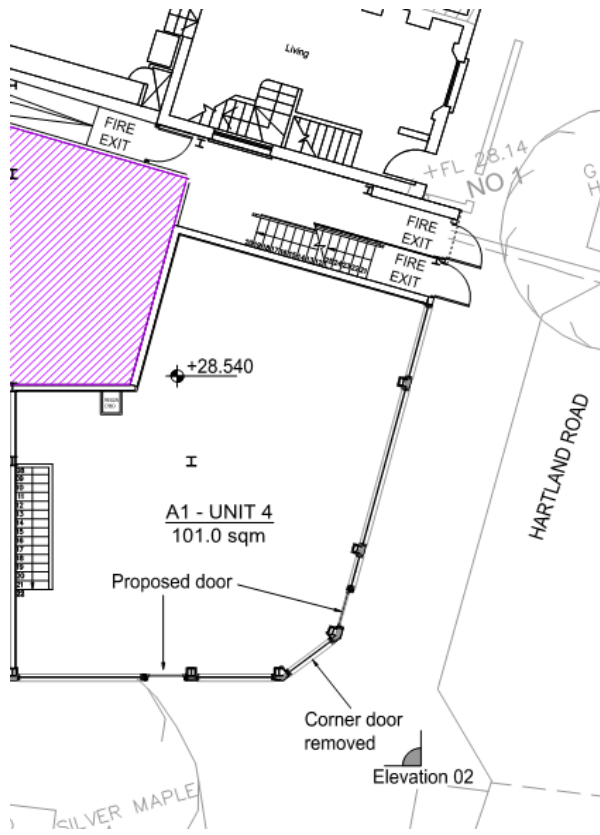 Living
FIRE
EXIT
+FL 28.14
NO 1
G
H
FIRE
EXIT
FIRE
EXIT
+28.540
HARTLAND ROAD
A1 - UNIT 4
101.0 sqm
Proposed door
Corner door
removed
Elevation 02
SILVER MAPLE